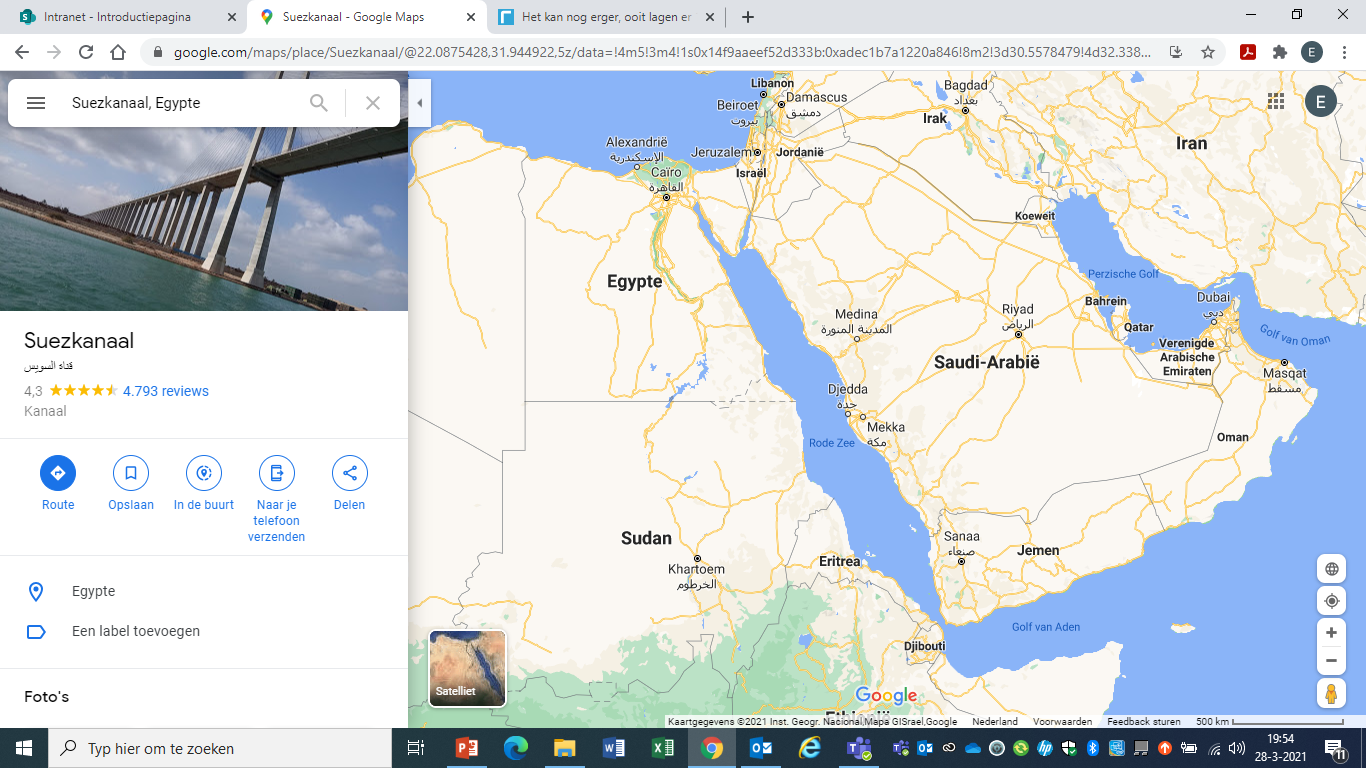 Intranet - Introductiepagina
Suezkanaal - Google Maps
Het kan nog erger, ooit lagen er
google.com/maps/place/Suezkanaal/@22.0875428,31.944922,5z/data=!4m5!3m4!1s0x14f9aaeef52d333b:0xadec1b7a1220a846!8m2!3d30.5578479!4d32.338...
E
Suezkanaal, Egypte
E
Suezkanaal
قناة السويس
4,3
4.793 reviews
Kanaal
Route
Opslaan
In de buurt
Naar je
telefoon
verzenden
Delen
Egypte
Een label toevoegen
Foto's
Libanon
Beiroet
بيروت
Damascus
دمشق
Bagdad
بغداد
Irak
Iran
Alexandrië
الإسكندرية
Jeruzalem
Jordanië
Israël
Caïro
القاهرة
Koeweit
Egypte
Perzische Golf
Bahrein
Dubai
دبي
Qatar
Golf van Oman
Verenigde
Arabische
Emiraten
Medina
المدينة المنورة
Riyad
الرياض
Saudi-Arabië
Masqat
مسقط
Djedda
جدة
Mekka
مكة
Rode Zee
Oman
Sudan
Khartoem
الخرطوم
Eritrea
Sanaa
صنعاء
Jemen
Golf van Aden
Djibouti
Satelliet
Google
Ethiopië
Kaartgegevens ©2021 Inst. Geogr. Nacional,Mapa GISrael,Google
Nederland
Voorwaarden
Feedback sturen
500 km
Typ hier om te zoeken
19:54
28-3-2021
11